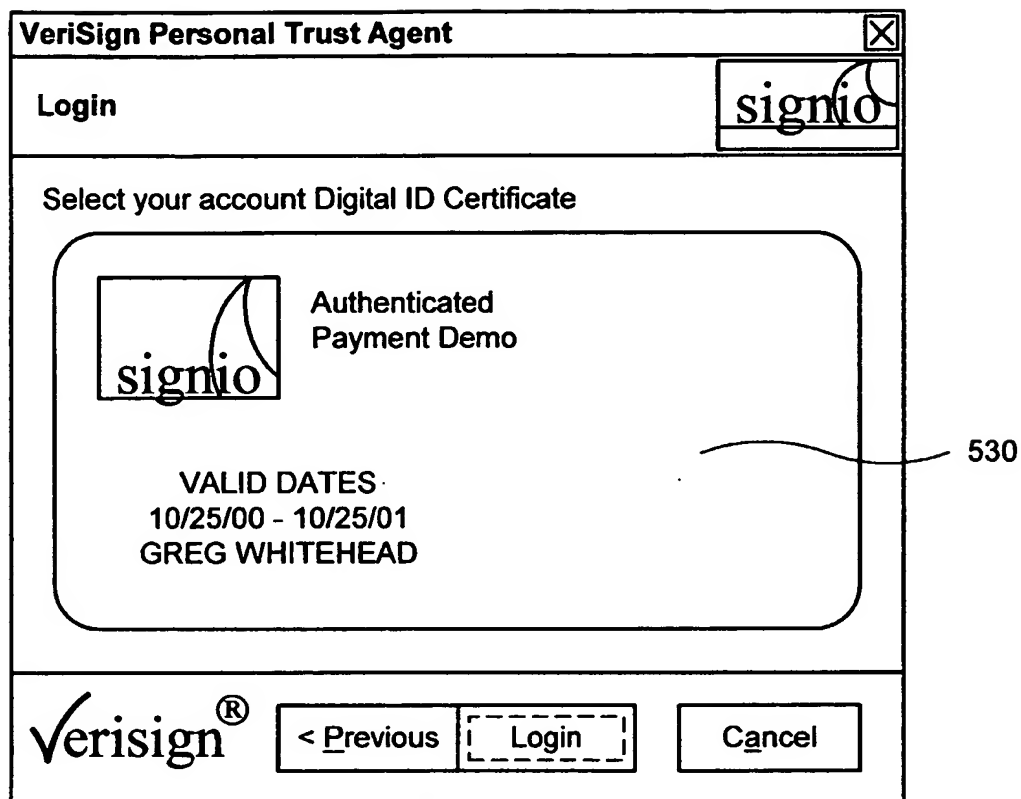 VeriSign Personal Trust Agent
Login
signio
Select your account Digital ID Certificate
signio
Authenticated
Payment Demo
530
VALID DATES
10/25/00 - 10/25/01
GREG WHITEHEAD
Verisign®
< Previous
Login
Cancel